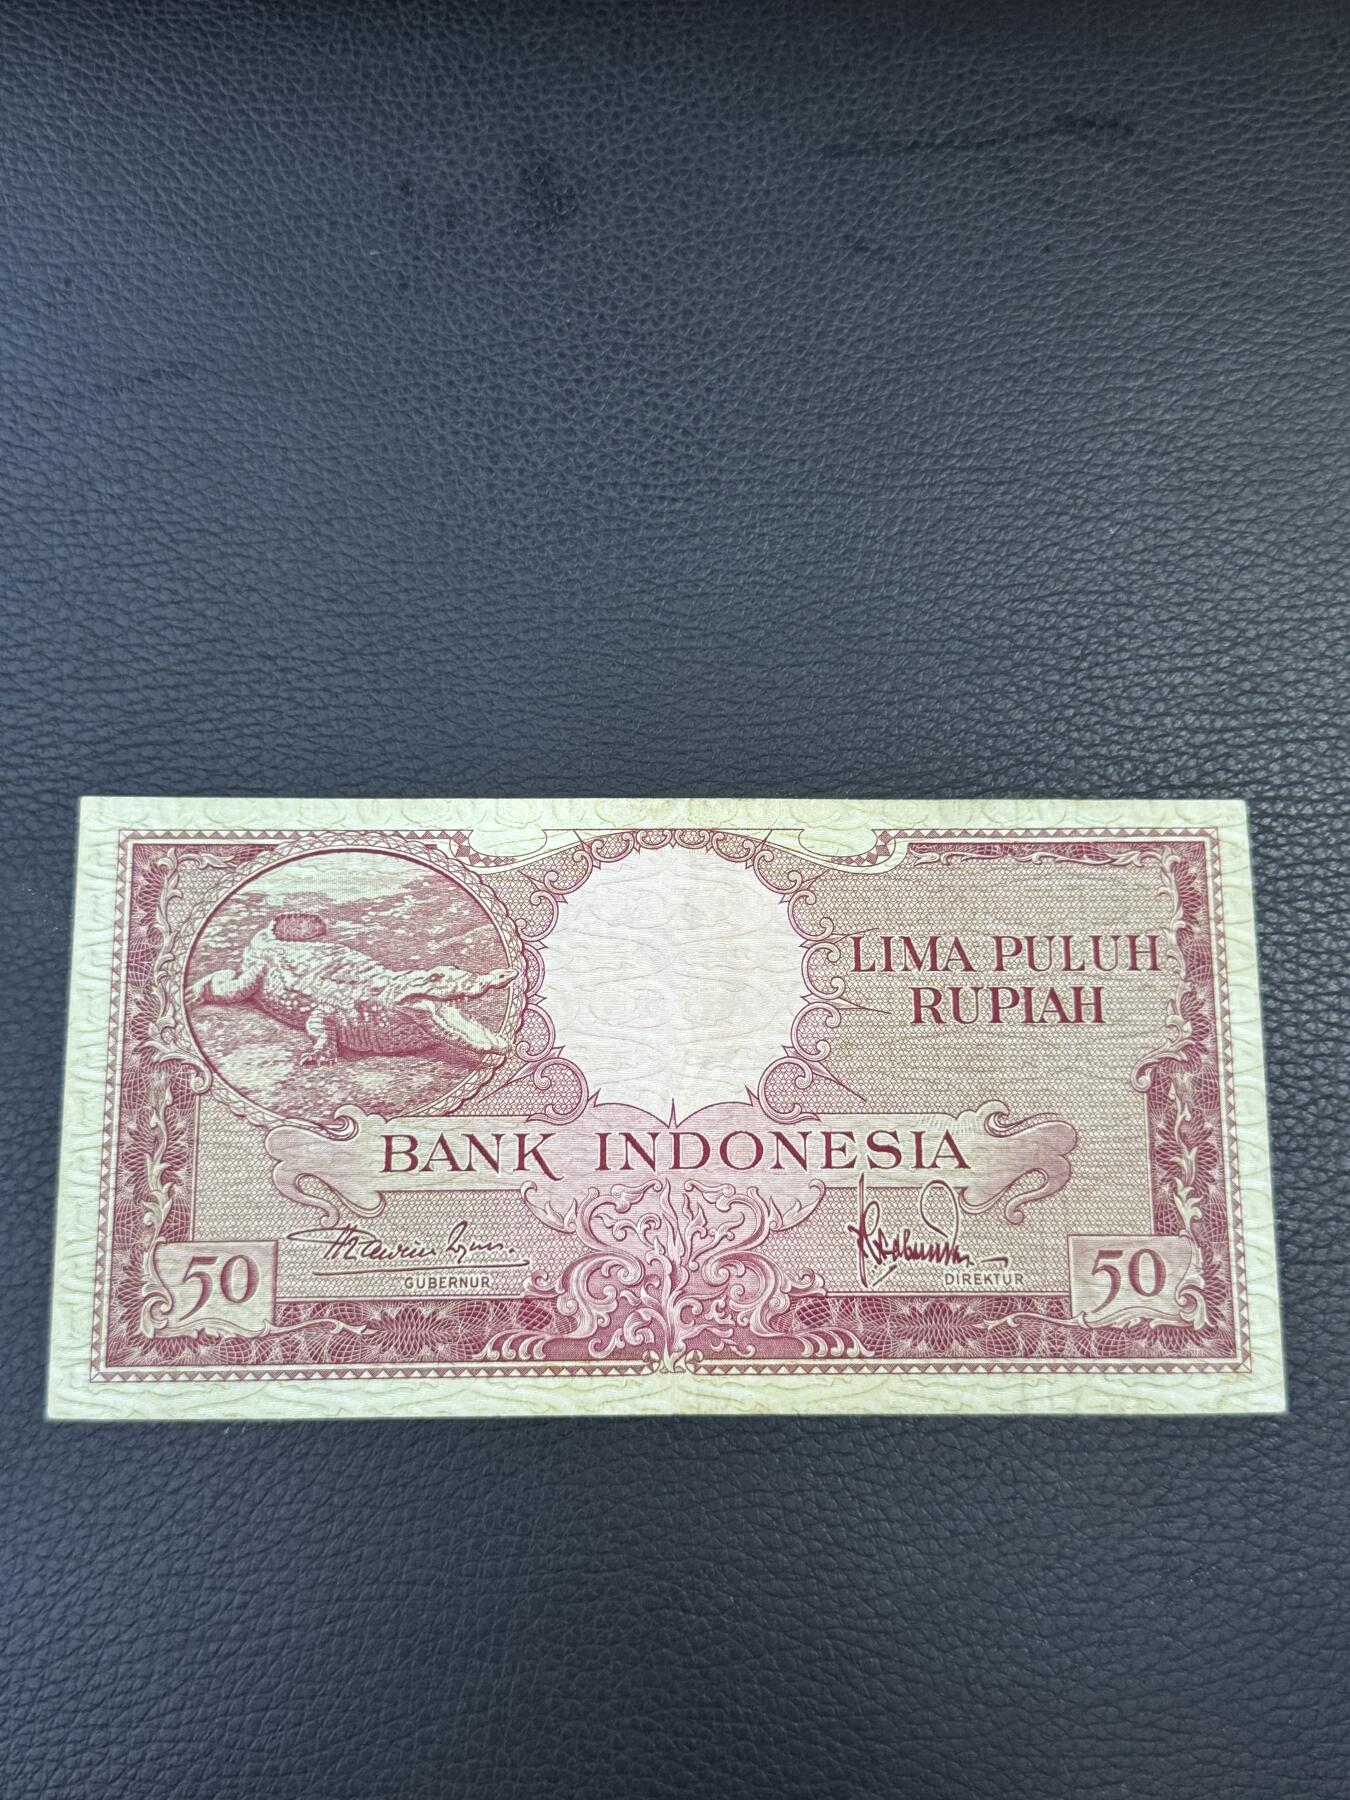 LIMA PULUH
RUPIAH
BANK INDONESIA
GUBERNUR
DIREKTUR
50
50